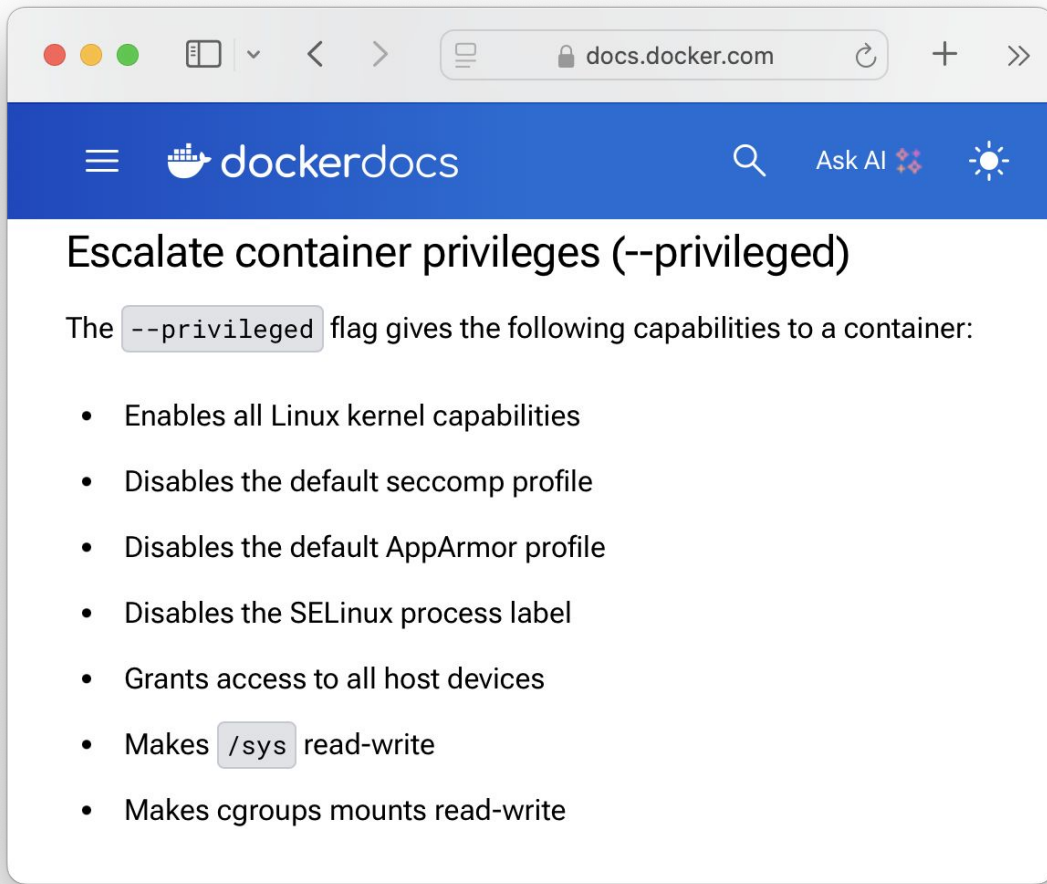 docs.docker.com
dockerdocs
Ask AI
Escalate container privileges (--privileged)
The --privileged flag gives the following capabilities to a container:
• Enables all Linux kernel capabilities
• Disables the default seccomp profile
• Disables the default AppArmor profile
• Disables the SELinux process label
• Grants access to all host devices
• Makes /sys read-write
• Makes cgroups mounts read-write